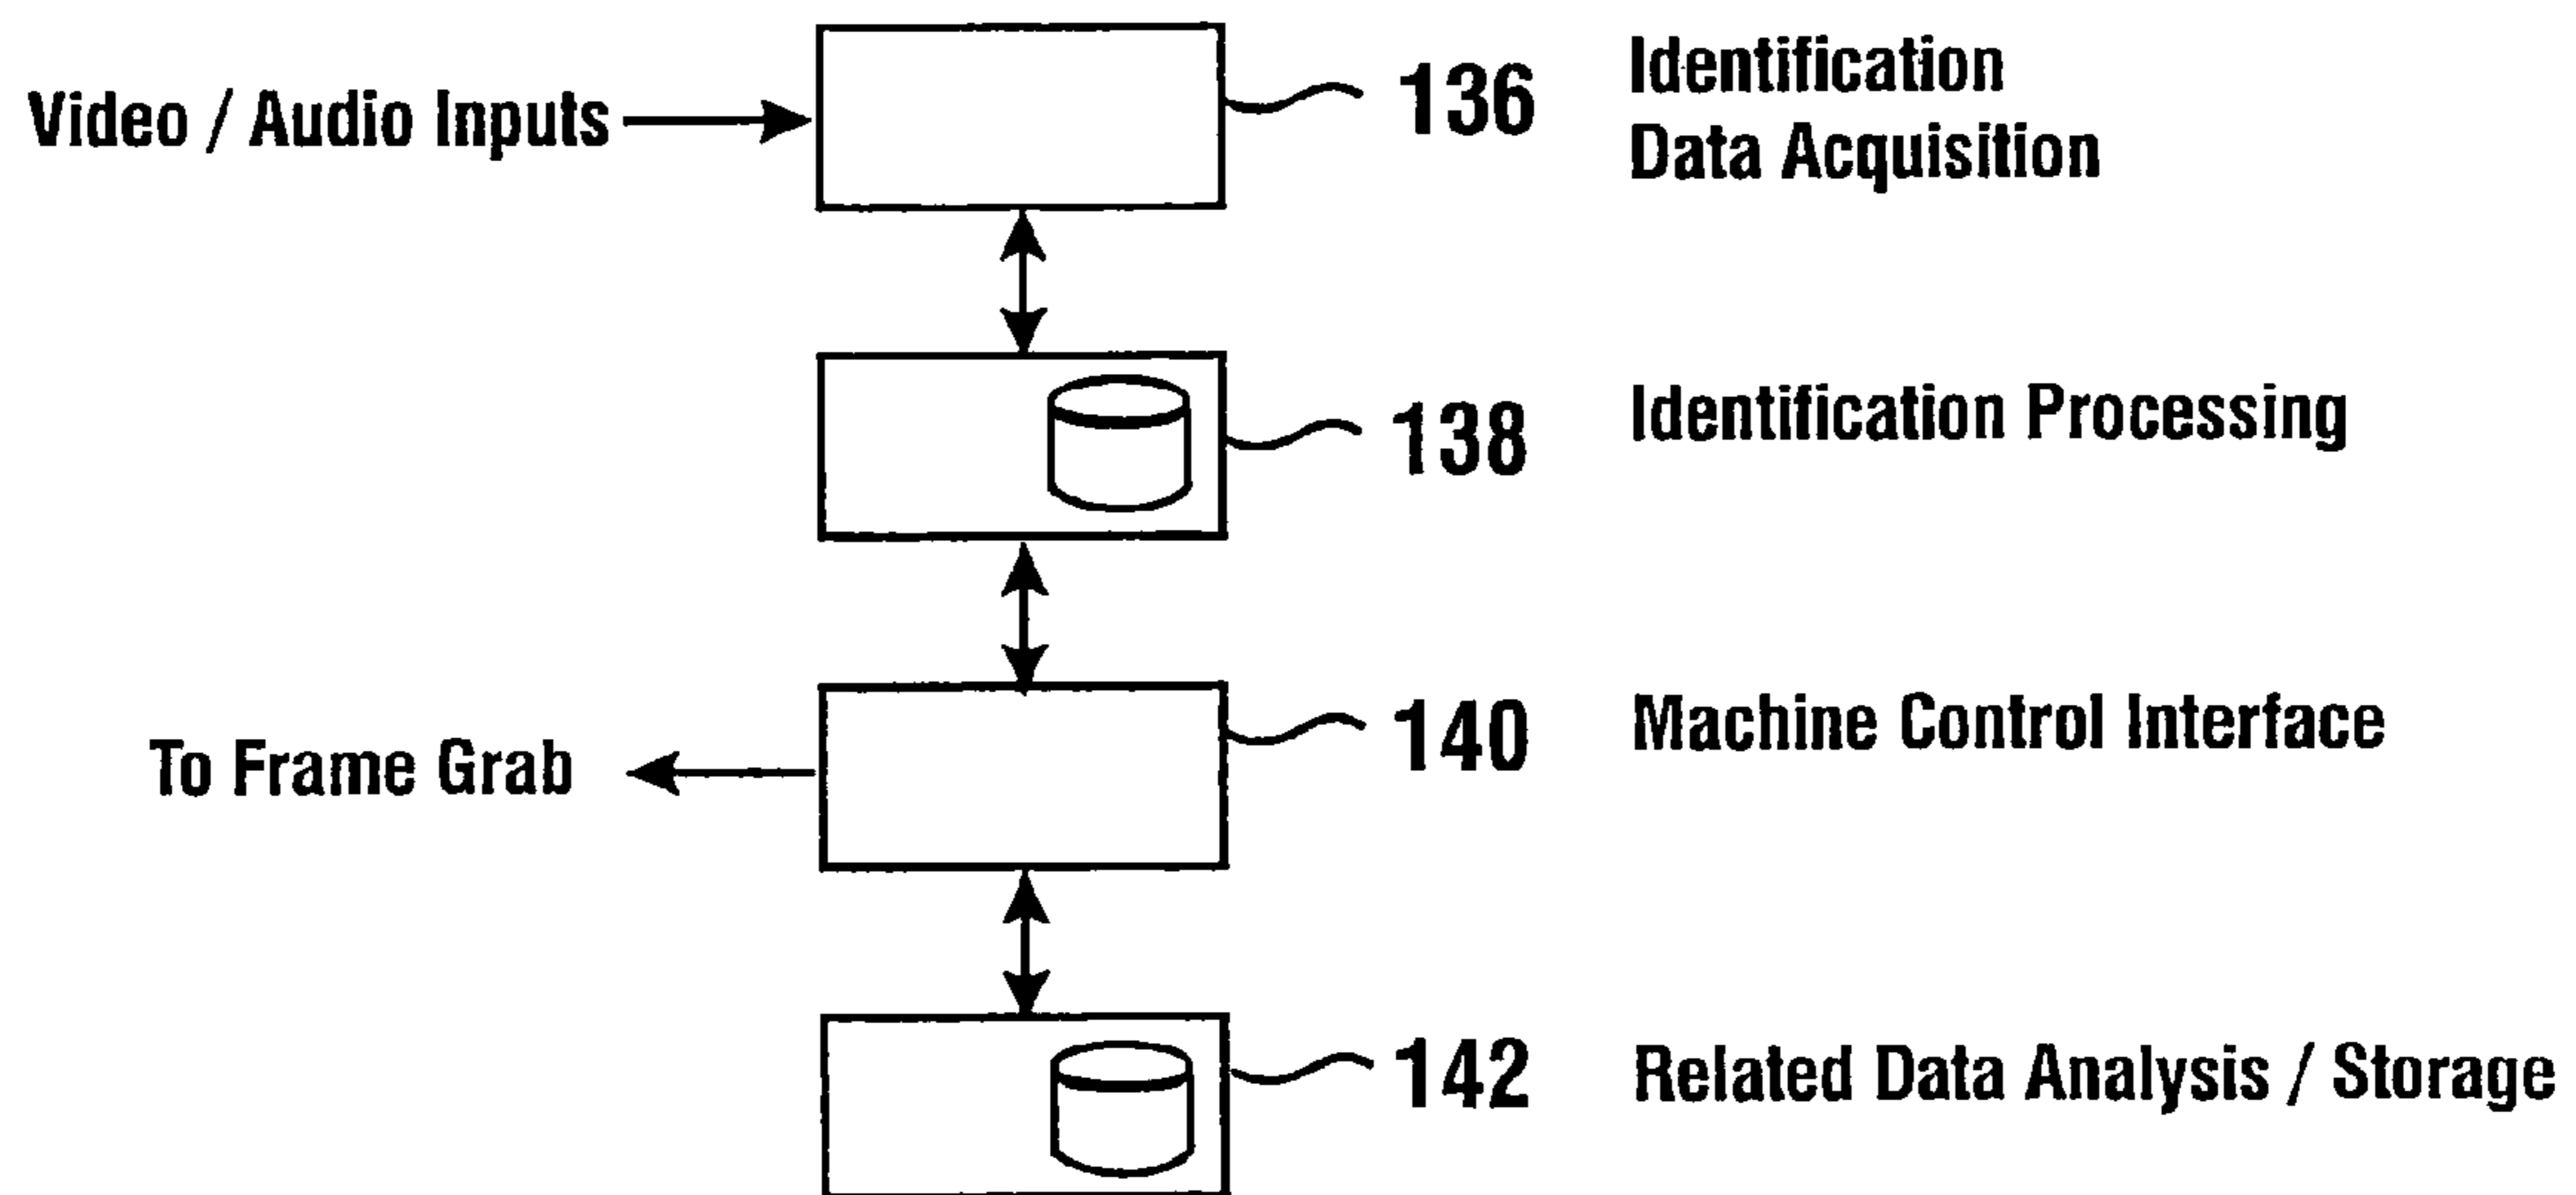 Video / Audio Inputs
136
Identification
Data Acquisition
138
Identification Processing
To Frame Grab
140
Machine Control Interface
142
Related Data Analysis / Storage